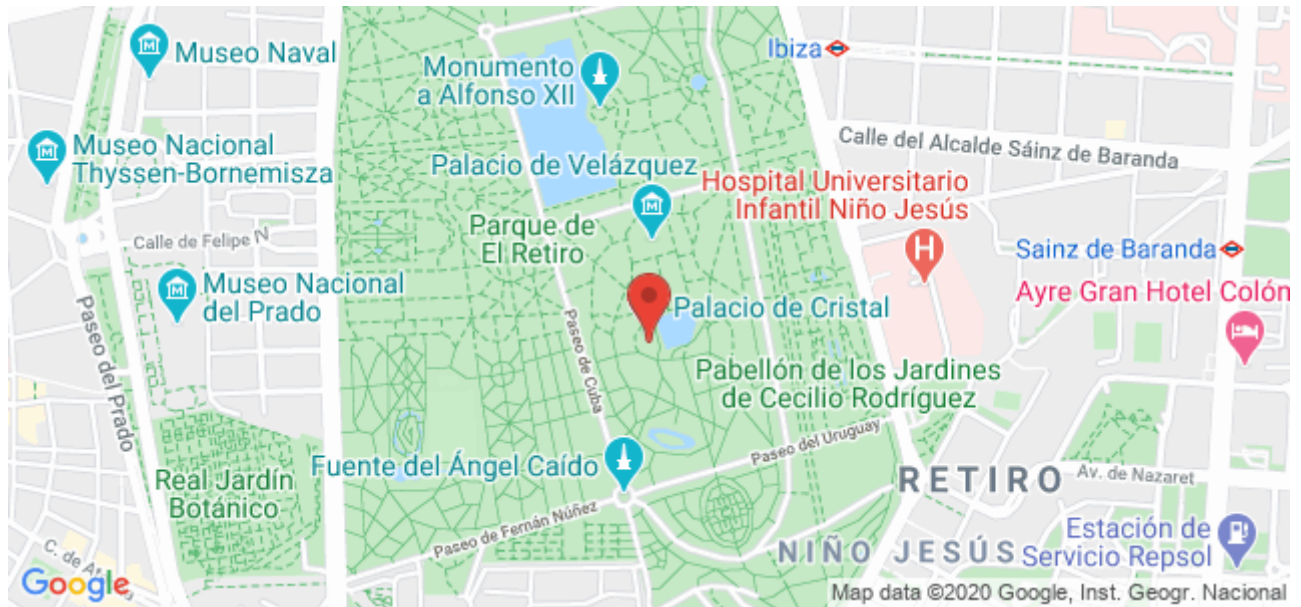 Museo Naval
Monumento
a Alfonso XII
Ibiza
Museo Nacional
Thyssen-Bornemisza
Calle del Alcalde Sáinz de Baranda
Palacio de Velázquez
Hospital Universitario
Infantil Niño Jesús
Parque de
El Retiro
Calle de Felipe
Sainz de Baranda
Museo Nacional
del Prado
Ayre Gran Hotel Colón
Palacio de Cristal
Paseo del Prado
Paseo de Cuba
Pabellón de los Jardines
de Cecilio Rodríguez
Paseo del Uruguay
Fuente del Ángel Caído
Real Jardín
Botánico
RETIRO
Av. de Nazaret
Paseo de Fernán Núñez
Estación de
Servicio Repsol
NIÑO JESÚS
C. de
Google
Map data ©2020 Google, Inst. Geogr. Nacional